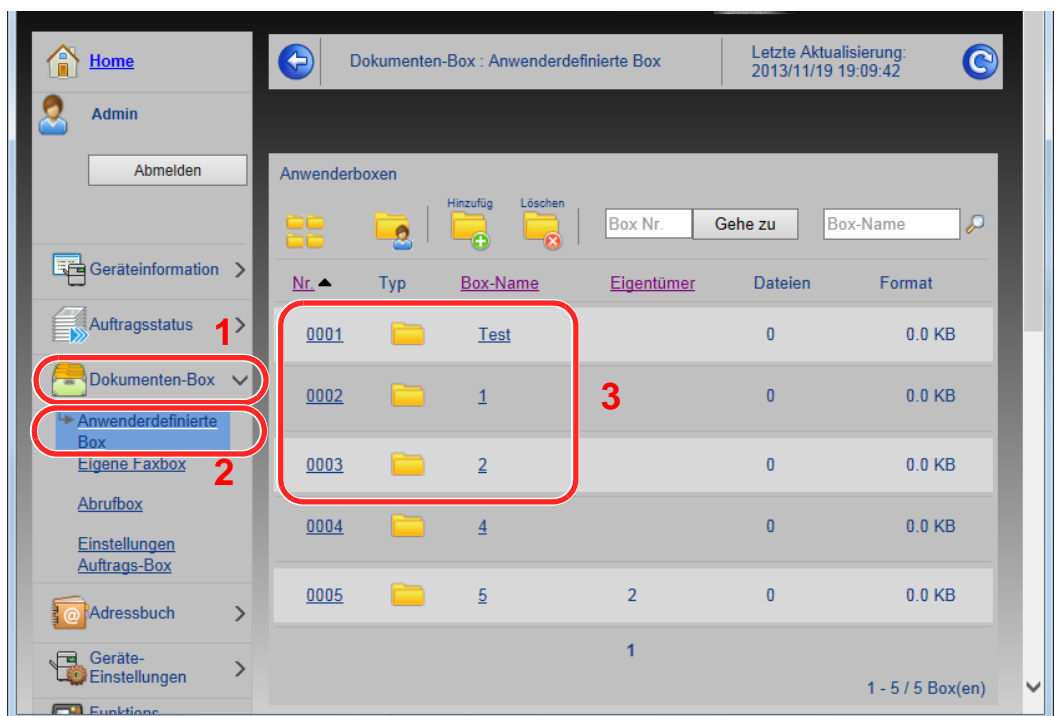 Home
Admin
Abmelden
Geräteinformation
Auftragsstatus
1
Dokumenten-Box
Anwenderdefinierte
Box
2
Eigene Faxbox
Abrufbox
Einstellungen
Auftrags-Box
Adressbuch
Geräte-
Einstellungen
Funktions
Dokumenten-Box : Anwenderdefinierte Box
Letzte Aktualisierung:
2013/11/19 19:09:42
Anwenderboxen
Hinzufüg Löschen
Box Nr. Gehe zu Box-Name
Nr. Typ Box-Name Eigentümer Dateien Format
0001 Test 0 0.0 KB
0002 1 0 0.0 KB
3
0003 2 0 0.0 KB
0004 4 0 0.0 KB
0005 5 2 0 0.0 KB
1
1 - 5 / 5 Box(en)